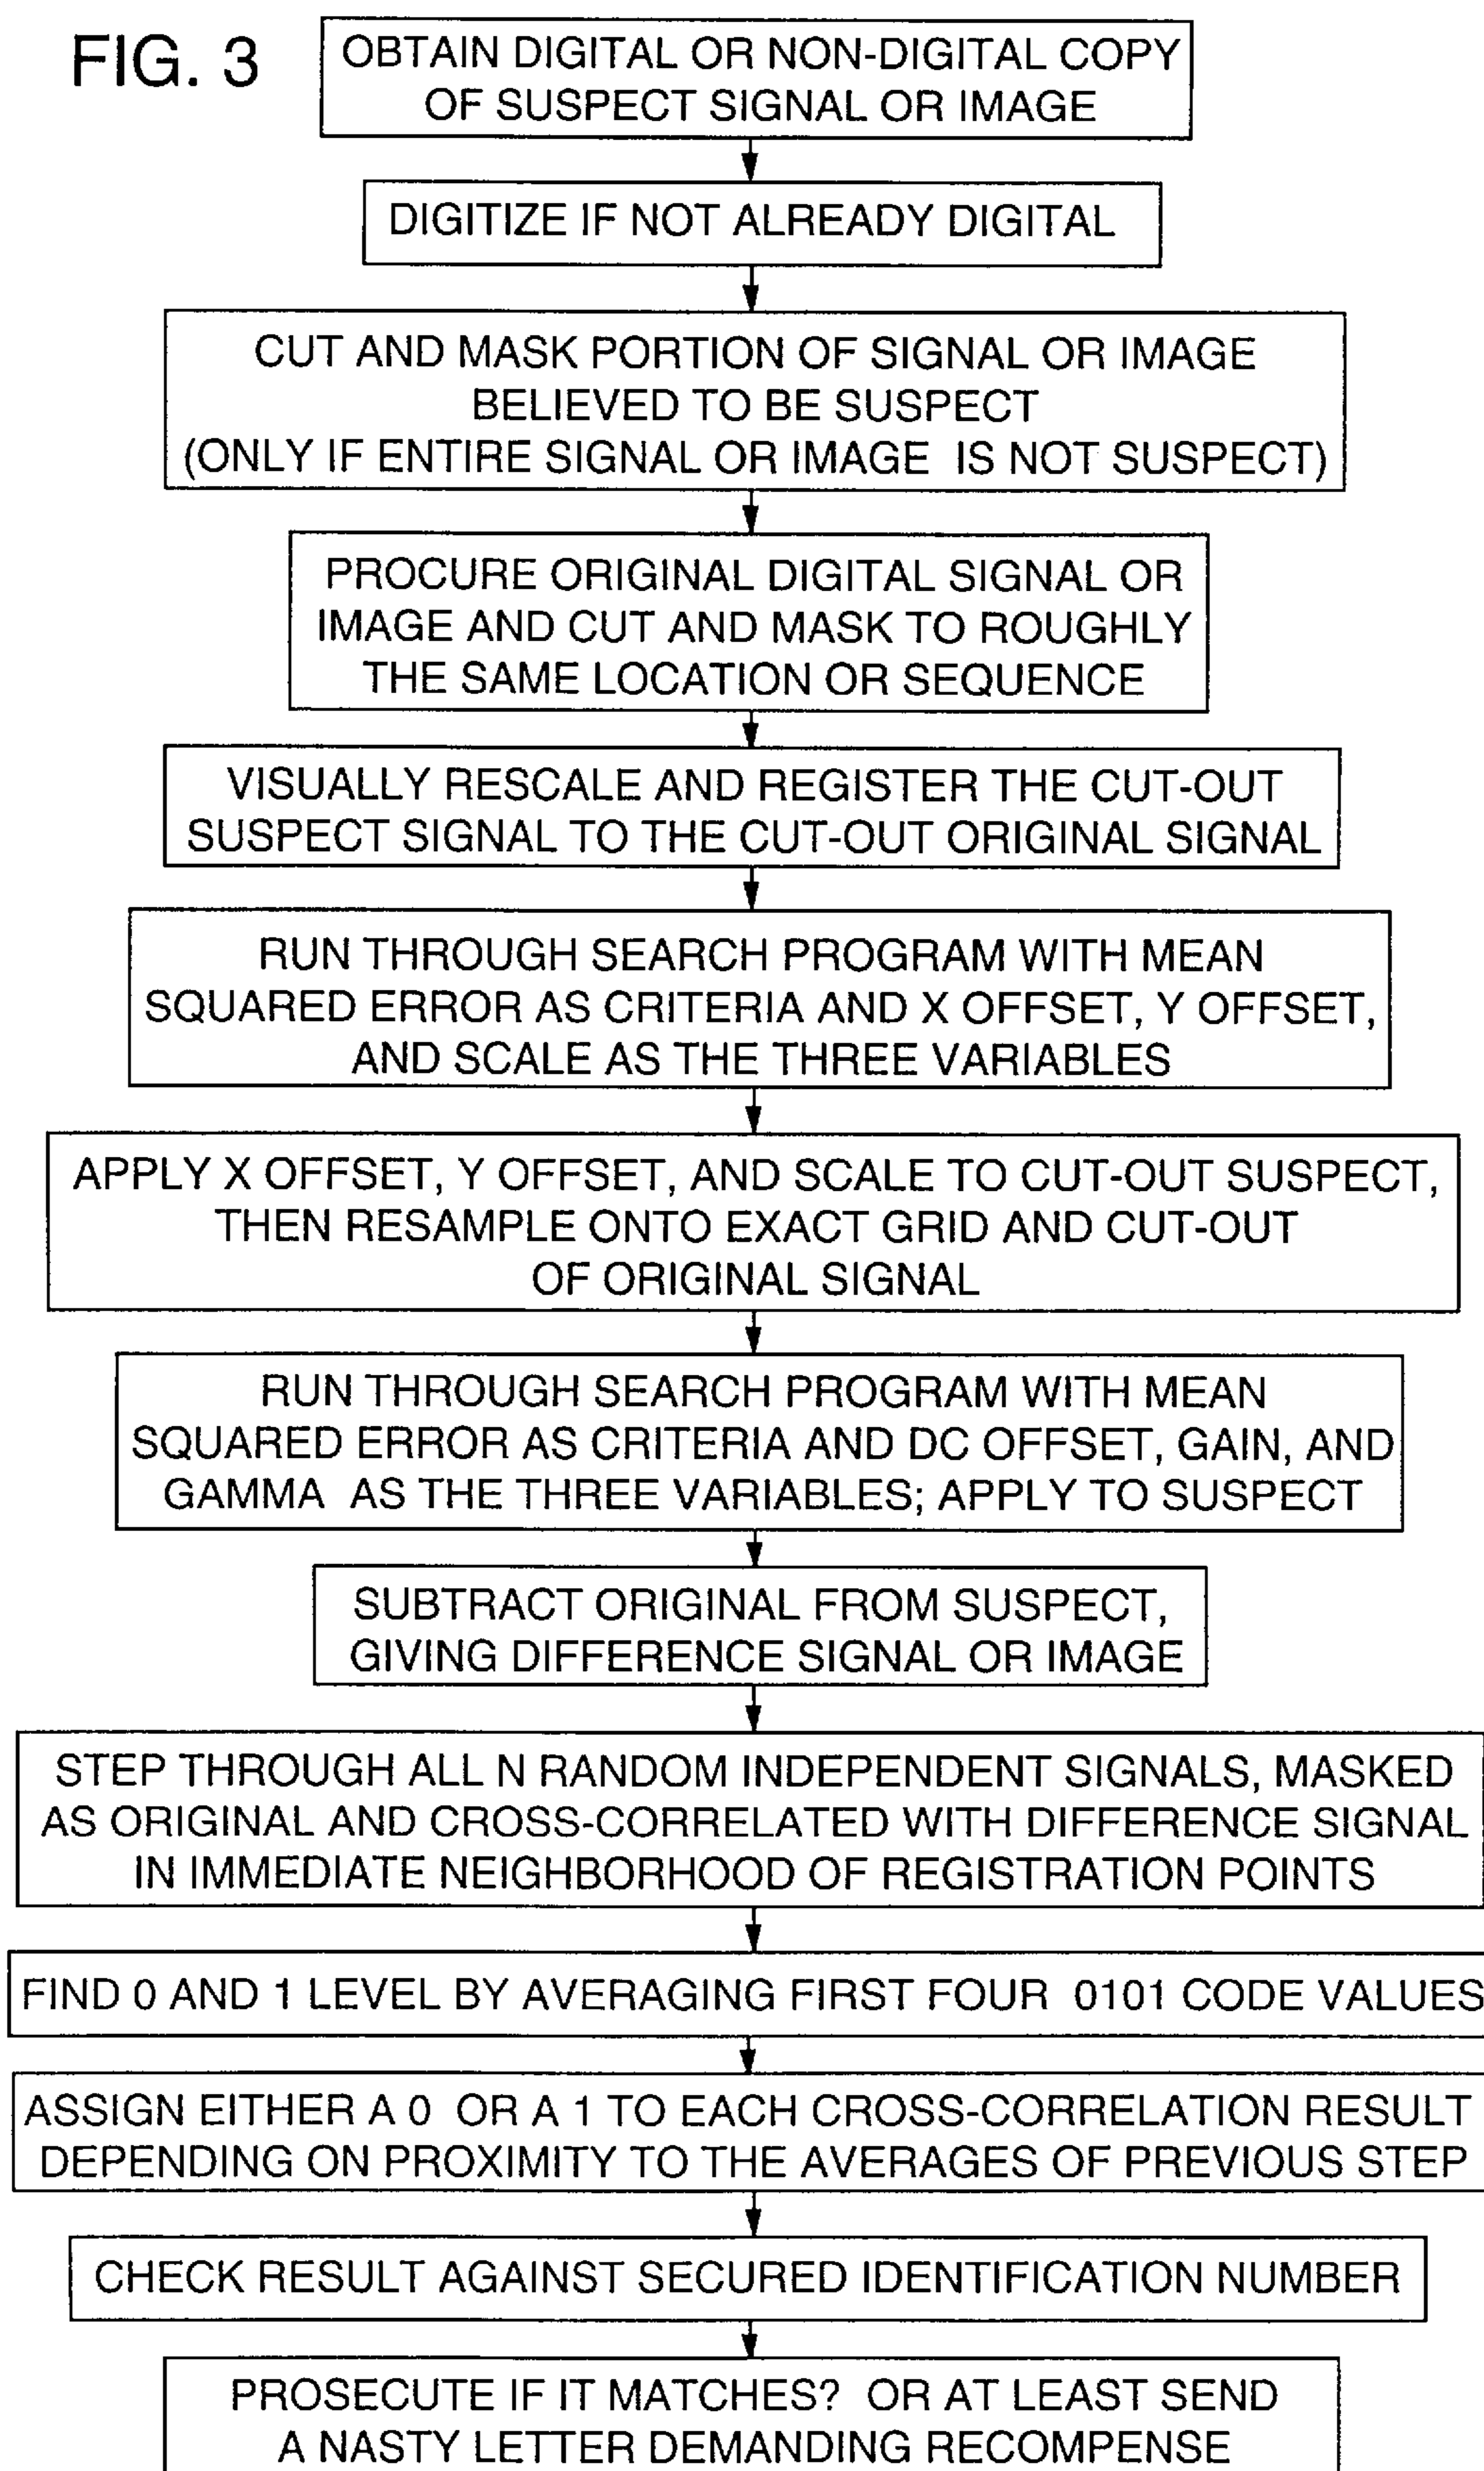 FIG. 3
OBTAIN DIGITAL OR NON-DIGITAL COPY
OF SUSPECT SIGNAL OR IMAGE
DIGITIZE IF NOT ALREADY DIGITAL
CUT AND MASK PORTION OF SIGNAL OR IMAGE
BELIEVED TO BE SUSPECT
(ONLY IF ENTIRE SIGNAL OR IMAGE IS NOT SUSPECT)
PROCURE ORIGINAL DIGITAL SIGNAL OR
IMAGE AND CUT AND MASK TO ROUGHLY
THE SAME LOCATION OR SEQUENCE
VISUALLY RESCALE AND REGISTER THE CUT-OUT
SUSPECT SIGNAL TO THE CUT-OUT ORIGINAL SIGNAL
RUN THROUGH SEARCH PROGRAM WITH MEAN
SQUARED ERROR AS CRITERIA AND X OFFSET, Y OFFSET,
AND SCALE AS THE THREE VARIABLES
APPLY X OFFSET, Y OFFSET, AND SCALE TO CUT-OUT SUSPECT,
THEN RESAMPLE ONTO EXACT GRID AND CUT-OUT
OF ORIGINAL SIGNAL
RUN THROUGH SEARCH PROGRAM WITH MEAN
SQUARED ERROR AS CRITERIA AND DC OFFSET, GAIN, AND
GAMMA AS THE THREE VARIABLES; APPLY TO SUSPECT
SUBTRACT ORIGINAL FROM SUSPECT,
GIVING DIFFERENCE SIGNAL OR IMAGE
STEP THROUGH ALL N RANDOM INDEPENDENT SIGNALS, MASKED
AS ORIGINAL AND CROSS-CORRELATED WITH DIFFERENCE SIGNAL
IN IMMEDIATE NEIGHBORHOOD OF REGISTRATION POINTS
FIND 0 AND 1 LEVEL BY AVERAGING FIRST FOUR 0101 CODE VALUES
ASSIGN EITHER A 0 OR A 1 TO EACH CROSS-CORRELATION RESULT
DEPENDING ON PROXIMITY TO THE AVERAGES OF PREVIOUS STEP
CHECK RESULT AGAINST SECURED IDENTIFICATION NUMBER
PROSECUTE IF IT MATCHES? OR AT LEAST SEND
A NASTY LETTER DEMANDING RECOMPENSE